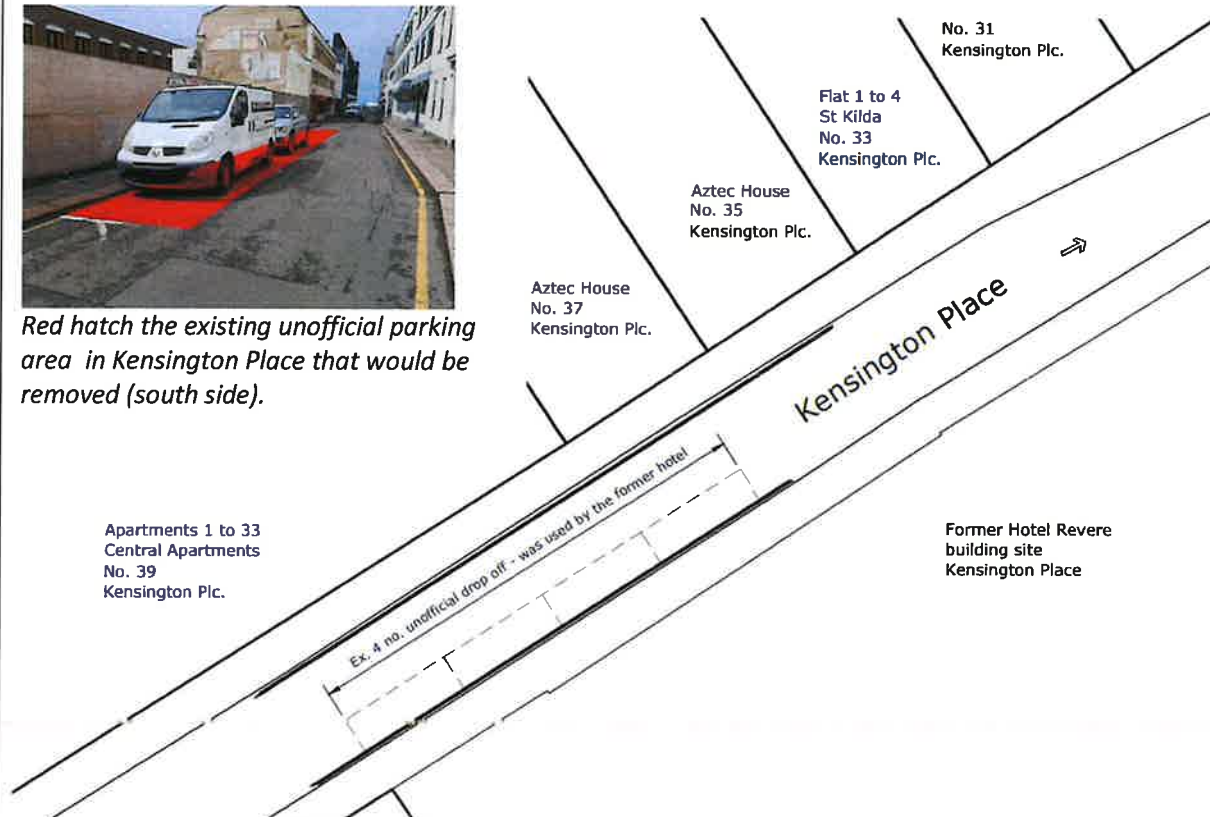 Red hatch the existing unofficial parking
area in Kensington Place that would be
removed (south side).
No. 31
Kensington Plc.
Flat 1 to 4
St Kilda
No. 33
Kensington Plc.
Aztec House
No. 35
Kensington Plc.
Aztec House
No. 37
Kensington Plc.
Kensington Place
Ex. 4 no. unofficial drop off - was used by the former hotel
Apartments 1 to 33
Central Apartments
No. 39
Kensington Plc.
Former Hotel Revere
building site
Kensington Place